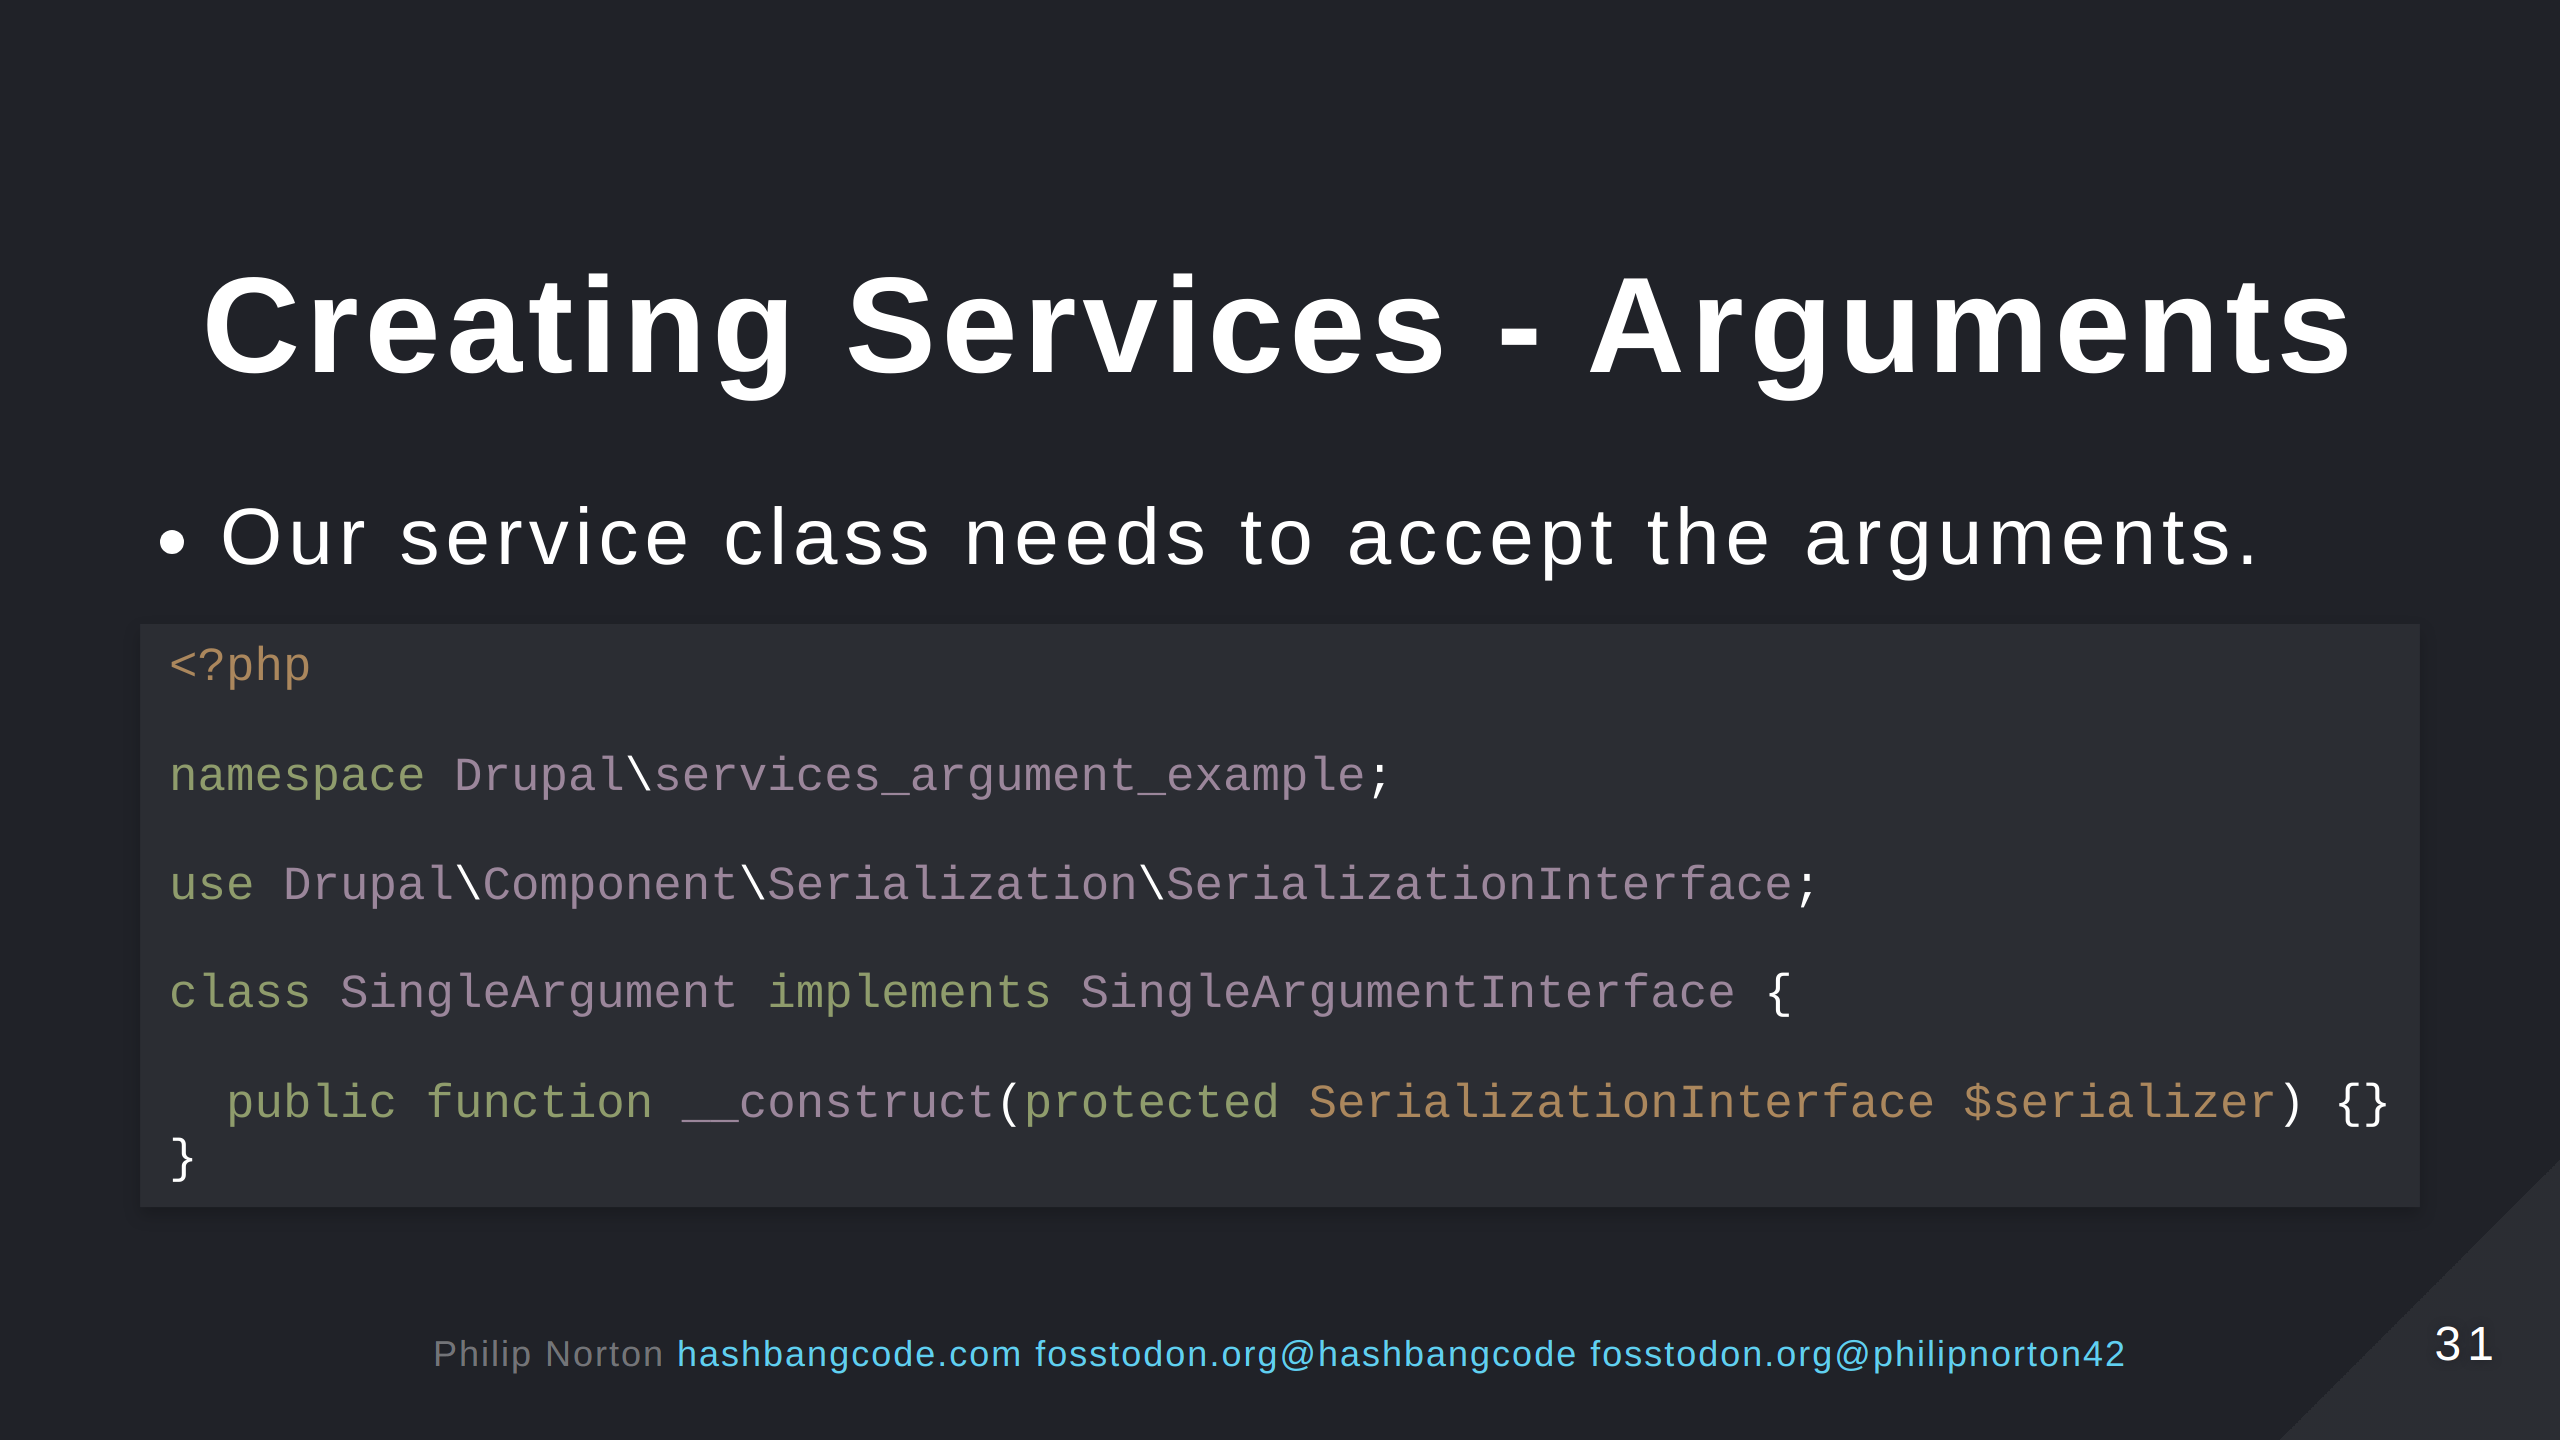 Creating Services - Arguments
• Our service class needs to accept the arguments.
<?php
namespace Drupal\services_argument_example;
use Drupal\Component\Serialization\SerializationInterface;
class SingleArgument implements SingleArgumentInterface {
  public function __construct(protected SerializationInterface $serializer) {}
}
Philip Norton hashbangcode.com fosstodon.org@hashbangcode fosstodon.org@philipnorton42
31